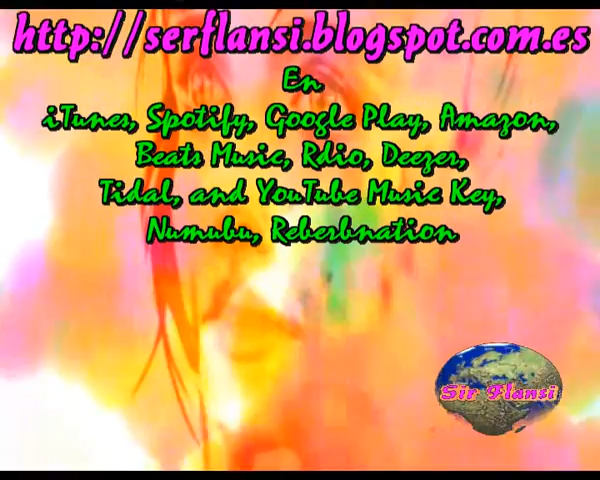 http://serflansi.blogspot.com.es
En
iTunes, Spotify, Google Play, Amazon,
Beats Music, Rdio, Deezer,
Tidal, and YouTube Music Key,
Numubu, Reberbnation
Sir Flansi